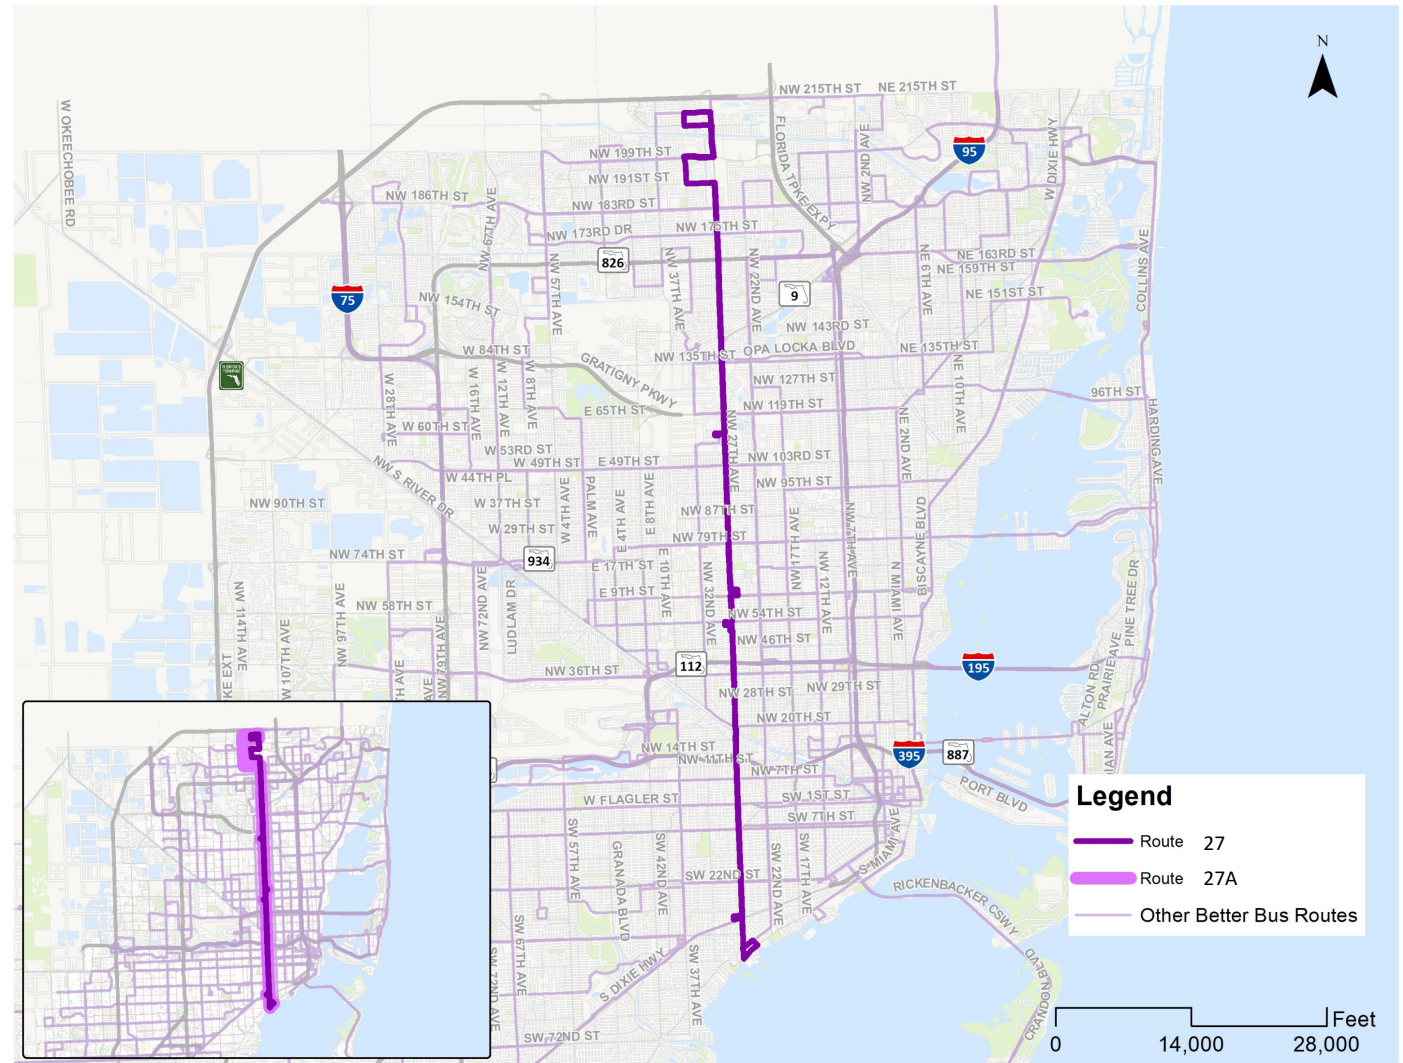 N
NW 215TH ST
NE 215TH ST
W OKEECHOBEE RD
FLORIDA TPKE EXPY
NW 2ND AVE
95
W DIXIE HWY
NW 199TH ST
NW 191ST ST
NW 186TH ST
NW 67TH AVE
NW 183RD ST
NW 175TH ST
NW 173RD DR
826
NW 57TH AVE
NW 37TH AVE
NW 22ND AVE
NE 6TH AVE
NE 163RD ST
NE 159TH ST
COLLINS AVE
75
9
NE 151ST ST
NW 154TH ST
NW 143RD ST
W 84TH ST
GRATIGNY PKWY
NW 135TH ST
OPA LOCKA BLVD
NE 135TH ST
W 28TH AVE
W 16TH AVE
W 12TH AVE
W 8TH AVE
NW 127TH ST
NE 10TH AVE
96TH ST
E 65TH ST
NW 119TH ST
HARDING AVE
W 60TH ST
NW 27TH AVE
NE 2ND AVE
W 53RD ST
W 49TH ST
E 49TH ST
NW 103RD ST
NW S RIVER DR
W 44TH PL
NW 95TH ST
NW 90TH ST
W 37TH ST
W 4TH AVE
PALM AVE
E 4TH AVE
E 8TH AVE
NW 87TH ST
NW 17TH AVE
NW 7TH AVE
BISCAYNE BLVD
W 29TH ST
NW 79TH ST
NW 74TH ST
934
E 17TH ST
E 10TH AVE
NW 32ND AVE
NW 12TH AVE
N MIAMI AVE
PINE TREE DR
NW 114TH AVE
NW 107TH AVE
NW 97TH AVE
NW 58TH ST
NW 79TH AVE
NW 72ND AVE
LUDLAM DR
E 9TH ST
NW 54TH ST
NW 46TH ST
NW 36TH ST
112
195
KE EXT
TH AVE
AVE
NW 28TH ST
NW 29TH ST
ALTON RD
PRAIRIE AVE
NW 20TH ST
NW 14TH ST
NW 11TH ST
NW 7TH ST
395
887
IAN AVE
PORT BLVD
W FLAGLER ST
SW 1ST ST
SW 7TH ST
SW 57TH AVE
GRANADA BLVD
SW 42ND AVE
SW 22ND AVE
SW 17TH AVE
S MIAMI AVE
SW 22ND ST
RICKENBACKER CSWY
SW 67TH AVE
SW 72ND AVE
S DIXIE HWY
SW 37TH AVE
CRANDON BLVD
SW 72ND ST
Legend
Route 27
Route 27A
Other Better Bus Routes
Feet
0 14,000 28,000